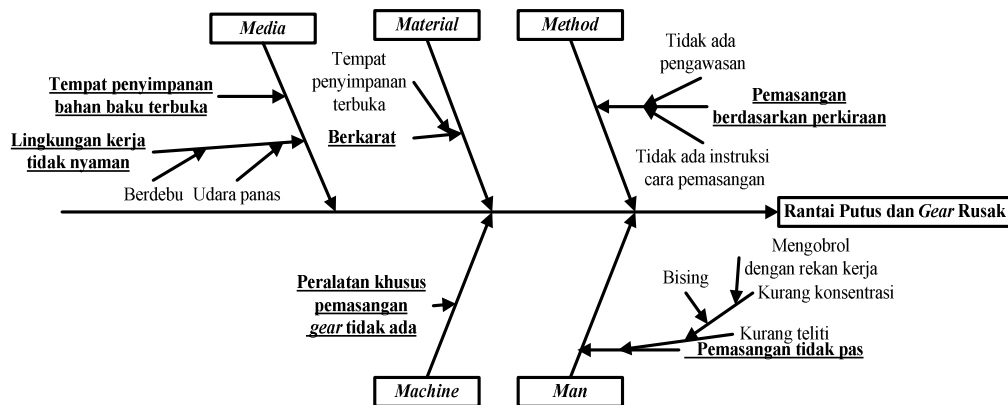 Media
Material
Method
Tempat penyimpanan
bahan baku terbuka
Lingkungan kerja
tidak nyaman
Berdebu
Udara panas
Tempat
penyimpanan
terbuka
Berkarat
Tidak ada
pengawasan
Pemasangan
berdasarkan perkiraan
Tidak ada instruksi
cara pemasangan
Rantai Putus dan Gear Rusak
Peralatan khusus
pemasangan
gear tidak ada
Mengobrol
dengan rekan kerja
Bising
Kurang konsentrasi
Kurang teliti
Pemasangan tidak pas
Machine
Man